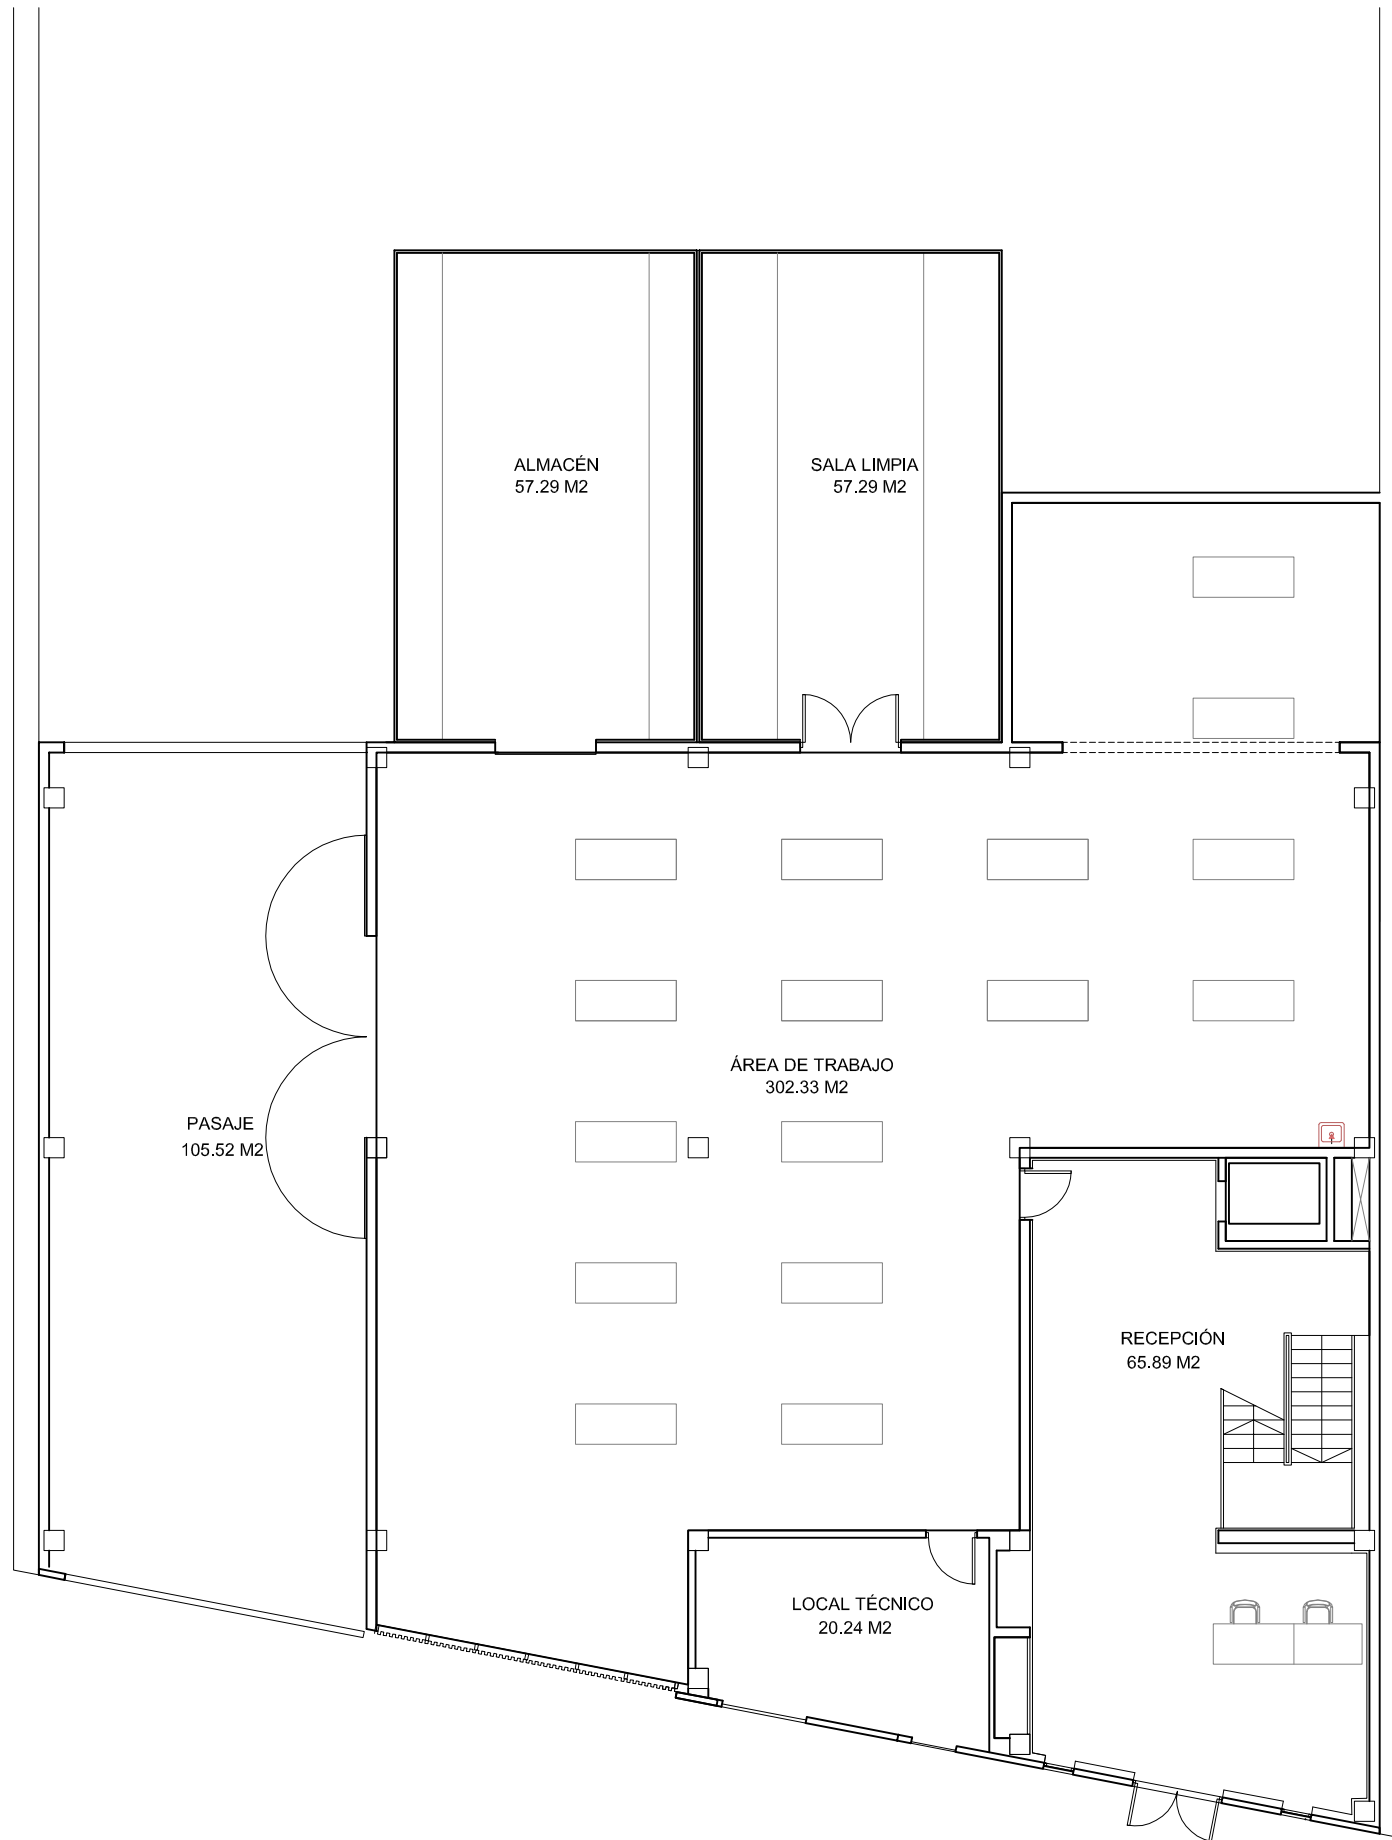 ALMACÉN
57.29 M2
SALA LIMPIA
57.29 M2
ÁREA DE TRABAJO
302.33 M2
PASAJE
105.52 M2
RECEPCIÓN
65.89 M2
LOCAL TÉCNICO
20.24 M2